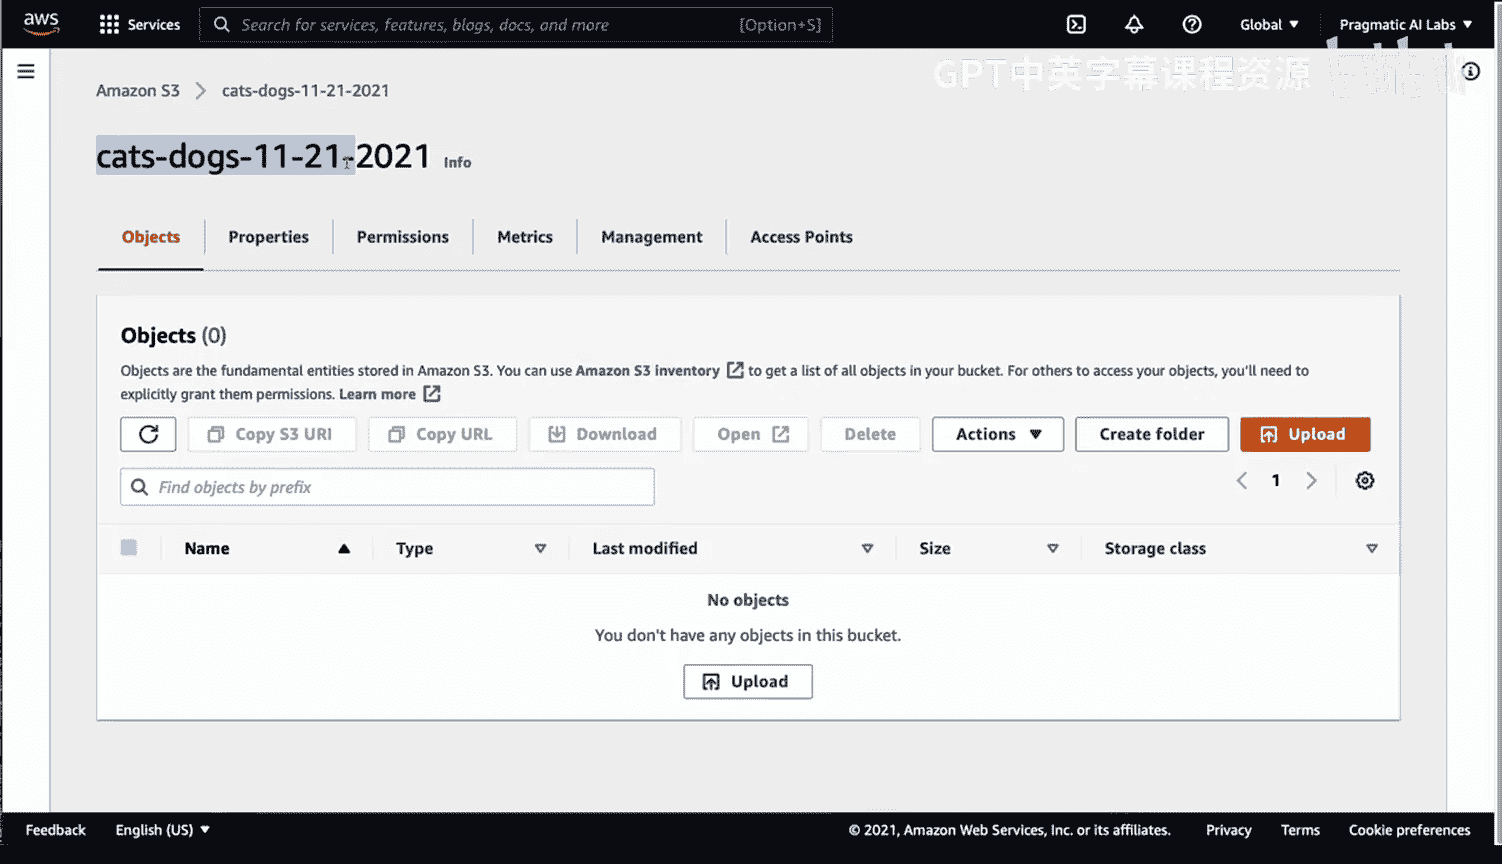 aws Services Search for services, features, blogs, docs, and more [Option+S] Global Pragmatic AI Labs
GPT中英字幕课程资源
Amazon S3 cats-dogs-11-21-2021
cats-dogs-11-21-2021 Info
Objects Properties Permissions Metrics Management Access Points
Objects (0)
Objects are the fundamental entities stored in Amazon S3. You can use Amazon S3 inventory to get a list of all objects in your bucket. For others to access your objects, you'll need to
explicitly grant them permissions. Learn more
Copy S3 URI Copy URL Download Open Delete Actions Create folder Upload
Find objects by prefix 1
Name Type Last modified Size Storage class
No objects
You don't have any objects in this bucket.
Upload
Feedback English (US) © 2021, Amazon Web Services, Inc. or its affiliates. Privacy Terms Cookie preferences